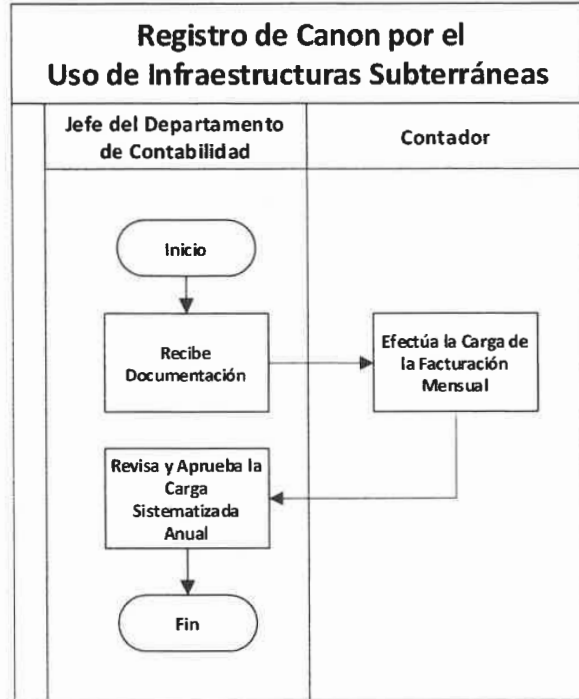 Registro de Canon por el
Uso de Infraestructuras Subterráneas
Jefe del Departamento
de Contabilidad
Contador
Inicio
Recibe
Documentación
Efectúa la Carga de
la Facturación
Mensual
Revisa y Aprueba la
Carga
Sistematizada
Anual
Fin